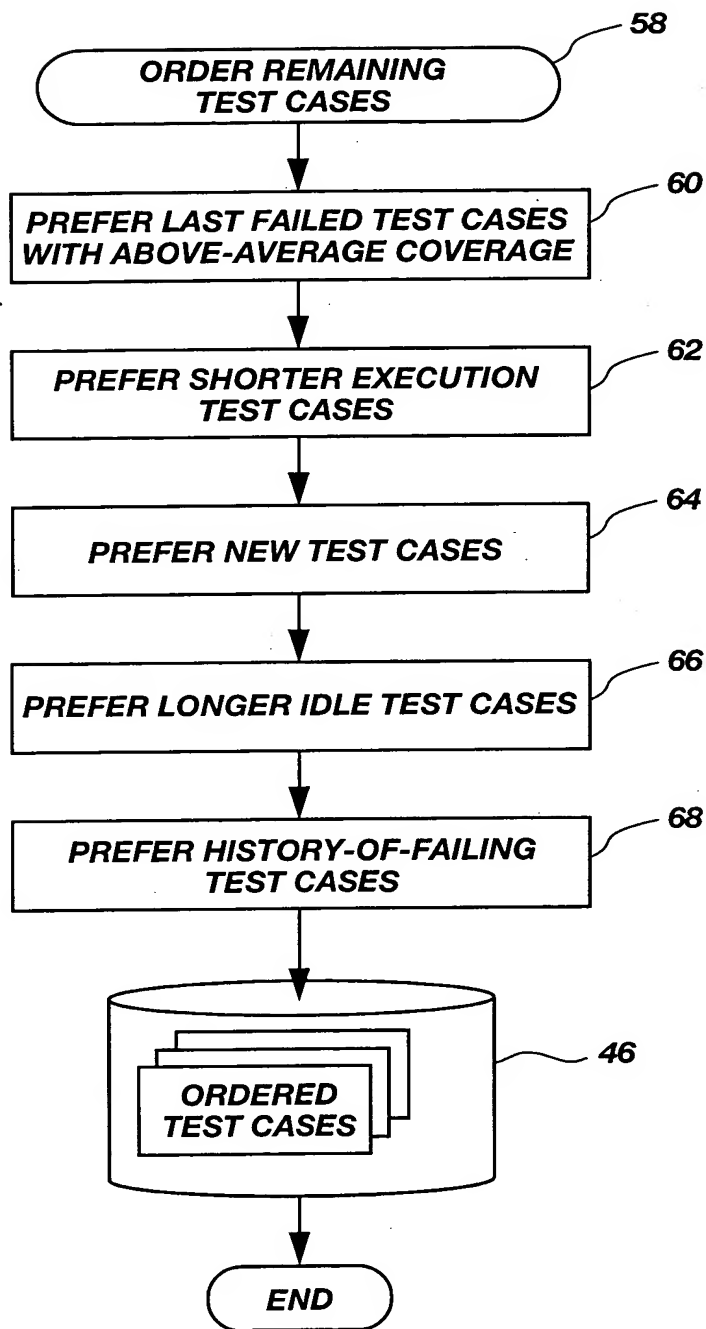 58
ORDER REMAINING
TEST CASES
60
PREFER LAST FAILED TEST CASES
WITH ABOVE-AVERAGE COVERAGE
62
PREFER SHORTER EXECUTION
TEST CASES
64
PREFER NEW TEST CASES
66
PREFER LONGER IDLE TEST CASES
68
PREFER HISTORY-OF-FAILING
TEST CASES
46
ORDERED
TEST CASES
END